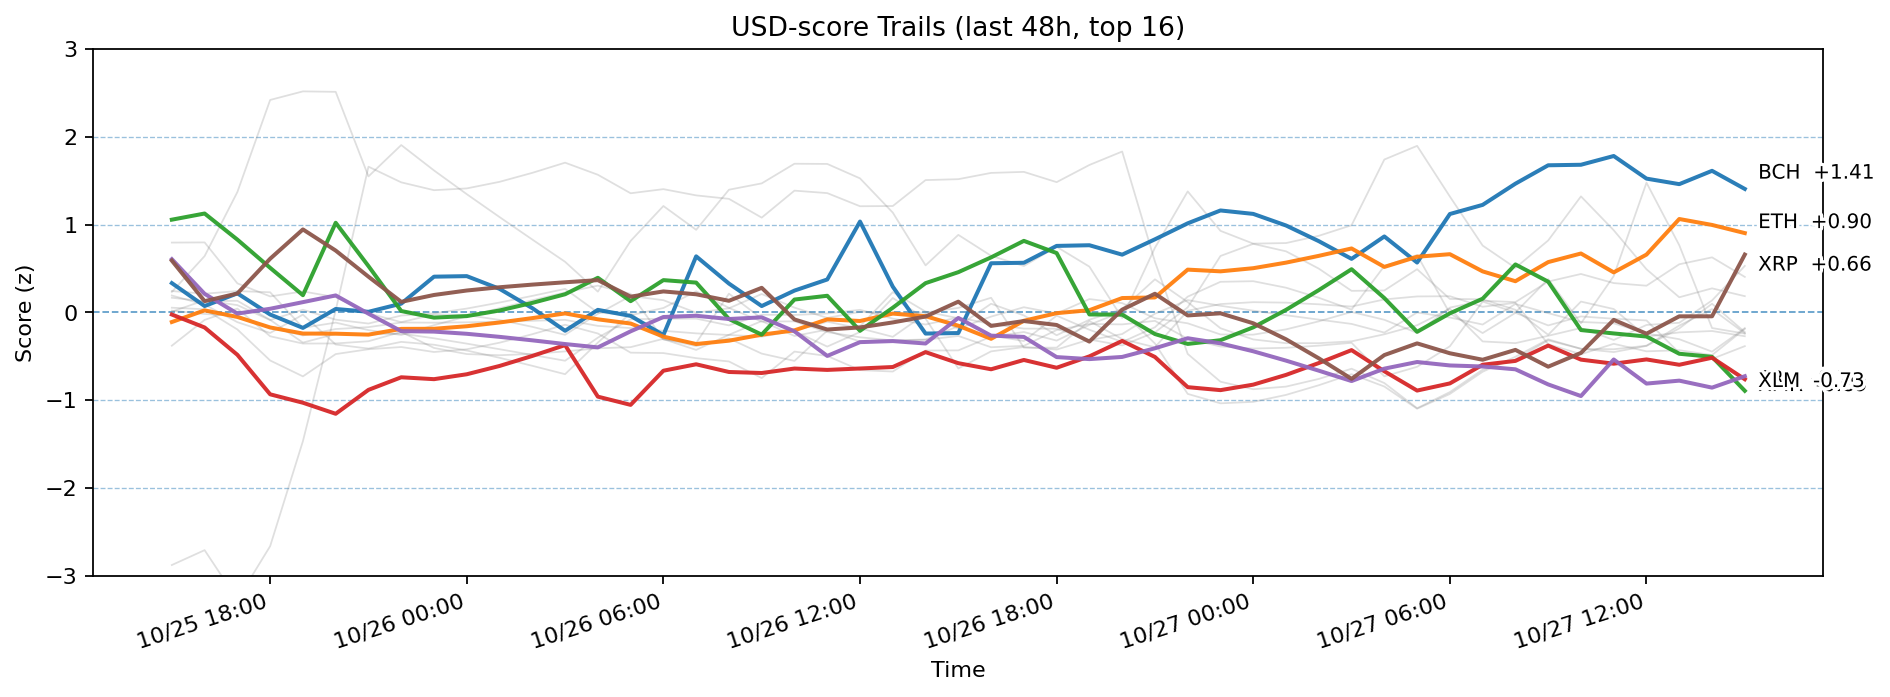 USD-score Trails (last 48h, top 16)
3
2
1
0
−1
−2
−3
Score (z)
BCH +1.41
ETH +0.90
XRP +0.66
XLM -0.73
10/25 18:00
10/26 00:00
10/26 06:00
10/26 12:00
10/26 18:00
10/27 00:00
10/27 06:00
10/27 12:00
Time